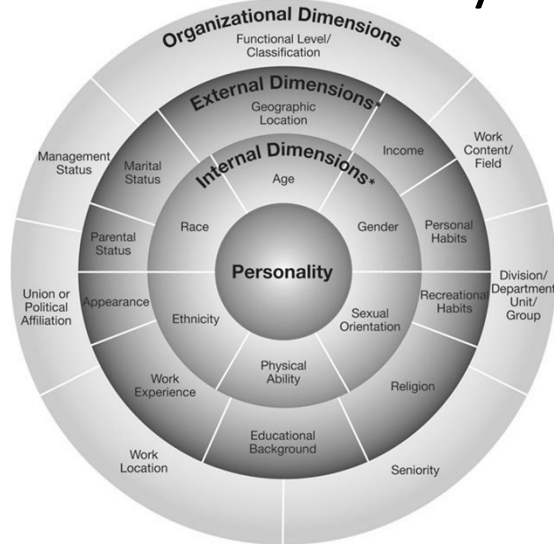 Organizational Dimensions
Functional Level/
Classification
External Dimensions*
Geographic
Location
Income
Work
Content/
Field
Management
Status
Marital
Status
Internal Dimensions*
Age
Race
Gender
Personal
Habits
Parental
Status
Personality
Division/
Department
Unit/
Group
Union or
Political
Affiliation
Appearance
Recreational
Habits
Ethnicity
Sexual
Orientation
Physical
Ability
Work
Experience
Religion
Educational
Background
Work
Location
Seniority